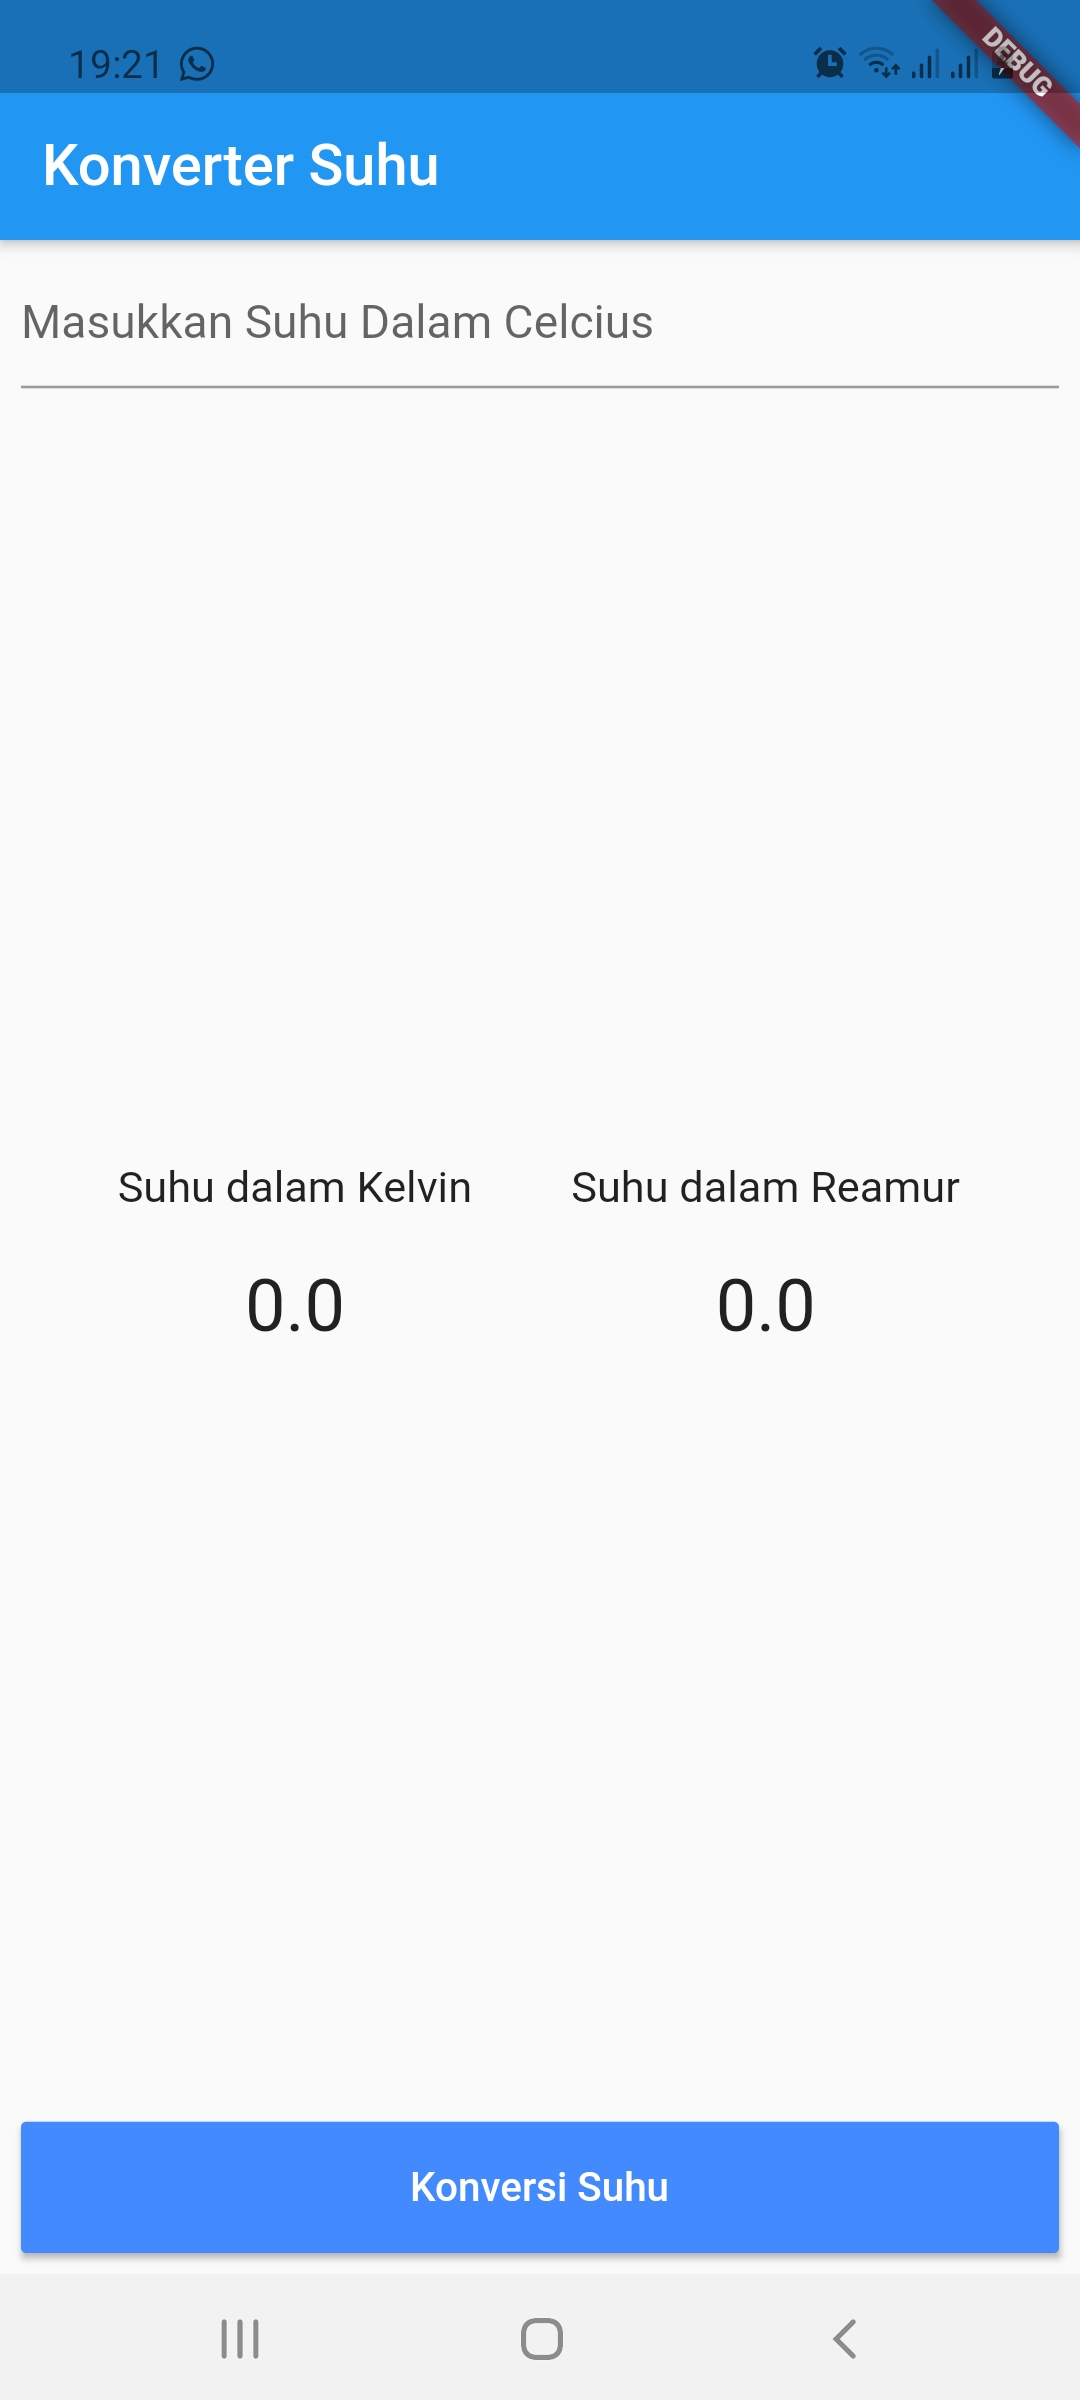 19:21
DEBUG
Konverter Suhu
Masukkan Suhu Dalam Celcius
Suhu dalam Kelvin
Suhu dalam Reamur
0.0
0.0
Konversi Suhu